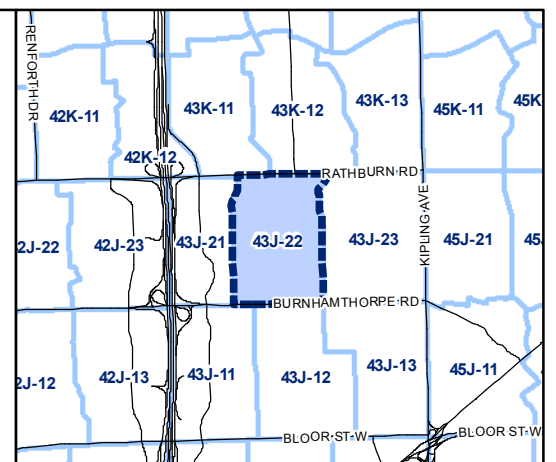 RENFORTH DR
42K-11
43K-11
43K-12
43K-13
45K-11
45K
42K-12
RATHBURN RD
KIPLING AVE
2J-22
42J-23
43J-21
43J-22
43J-23
45J-21
45J
BURNHAMTHORPE RD
2J-12
42J-13
43J-11
43J-12
43J-13
45J-11
BLOOR ST W
BLOOR ST W